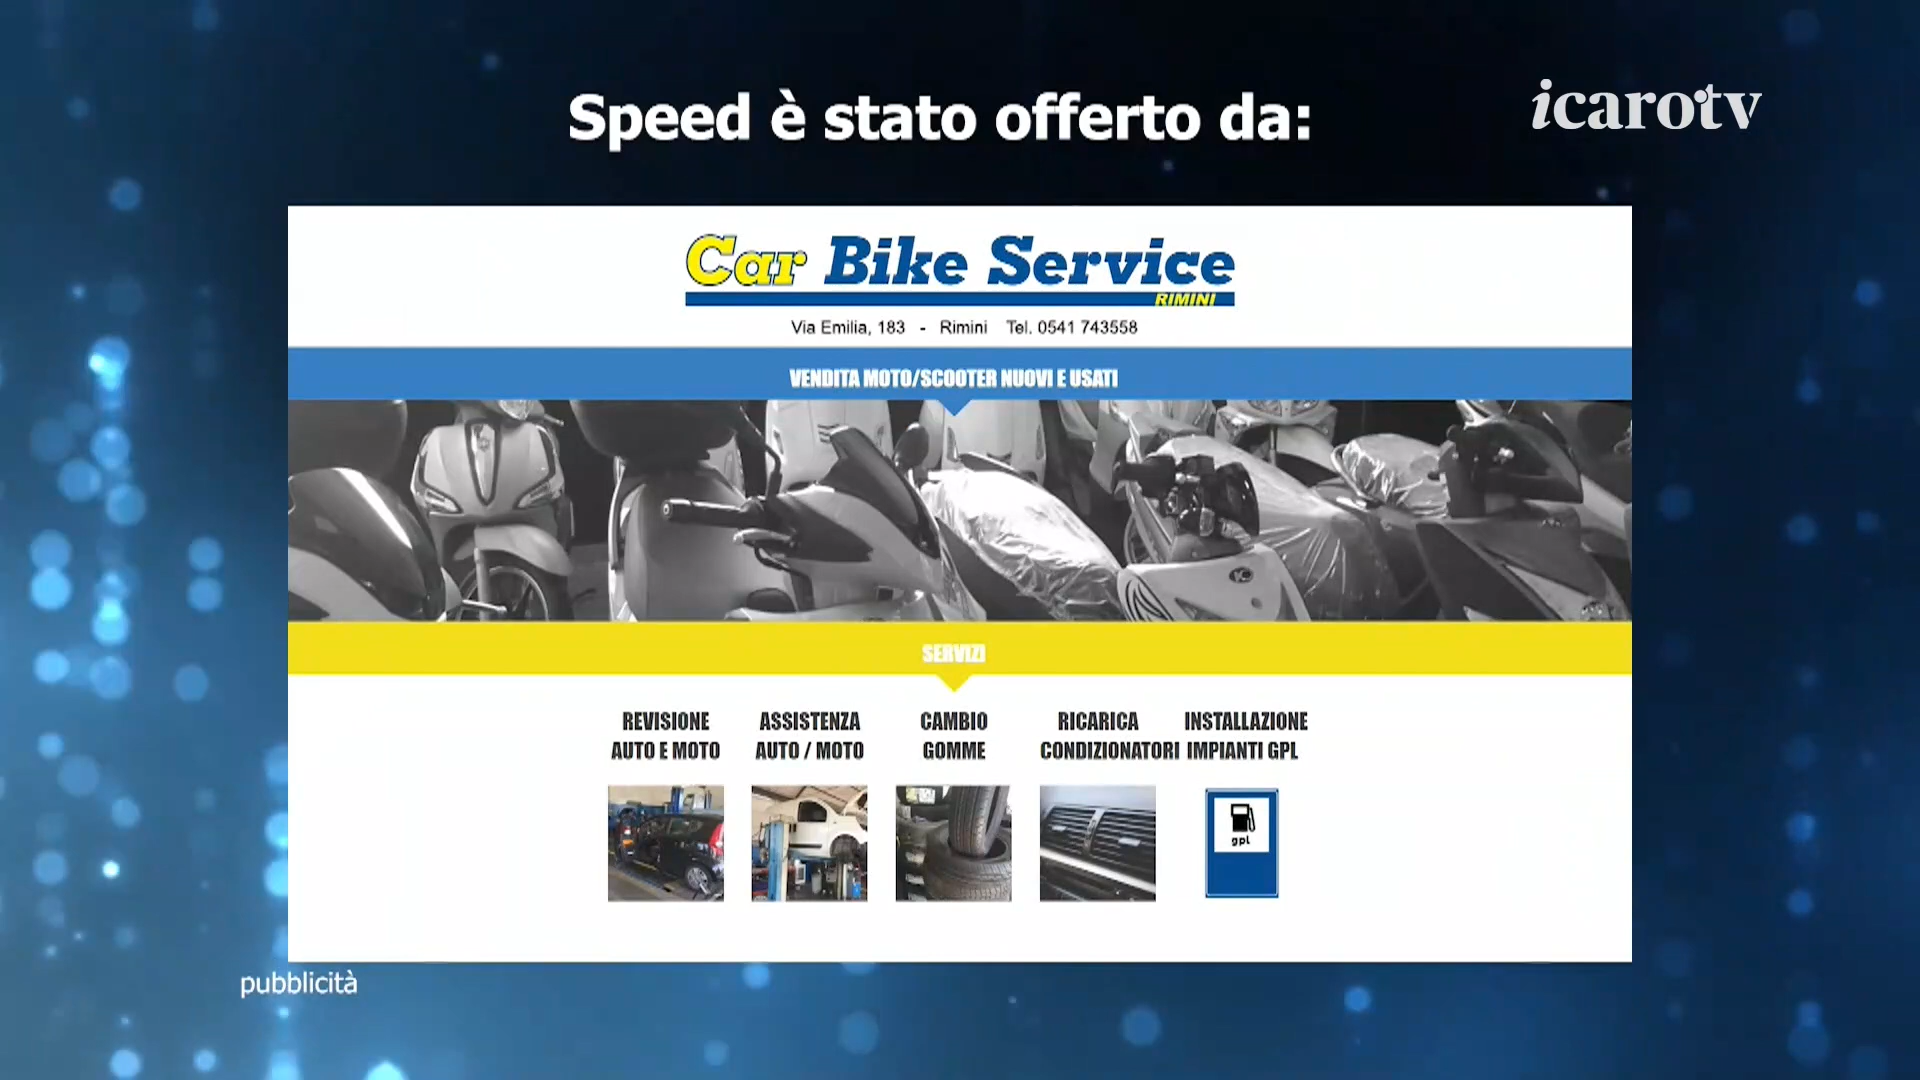 Speed è stato offerto da:
icarotv
Car Bike Service
RIMINI
Via Emilia, 183 - Rimini Tel. 0541 743558
VENDITA MOTO/SCOOTER NUOVI E USATI
SERVIZI
REVISIONE
AUTO E MOTO
ASSISTENZA
AUTO / MOTO
CAMBIO
GOMME
RICARICA
CONDIZIONATORI
INSTALLAZIONE
IMPIANTI GPL
gpl
pubblicità